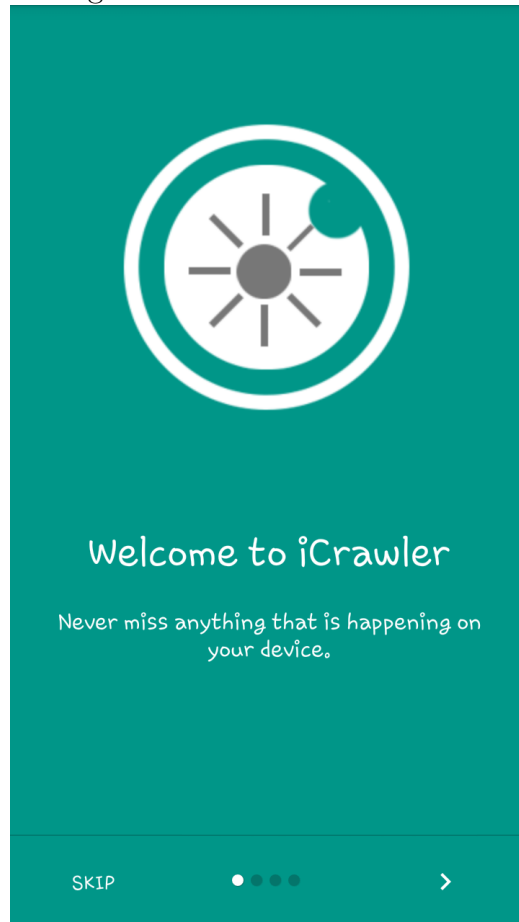 Welcome to iCrawler
Never miss anything that is happening on
your device.
SKIP